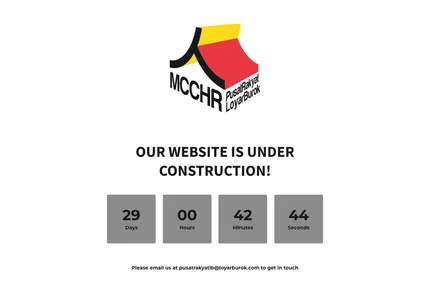 MCCHR
PusatRakyat
LoyarBurok
OUR WEBSITE IS UNDER
CONSTRUCTION!
29 00 42 44
Days Hours Minutes Seconds
Please email us at pusatrakyatlb@loyarburok.com to get in touch